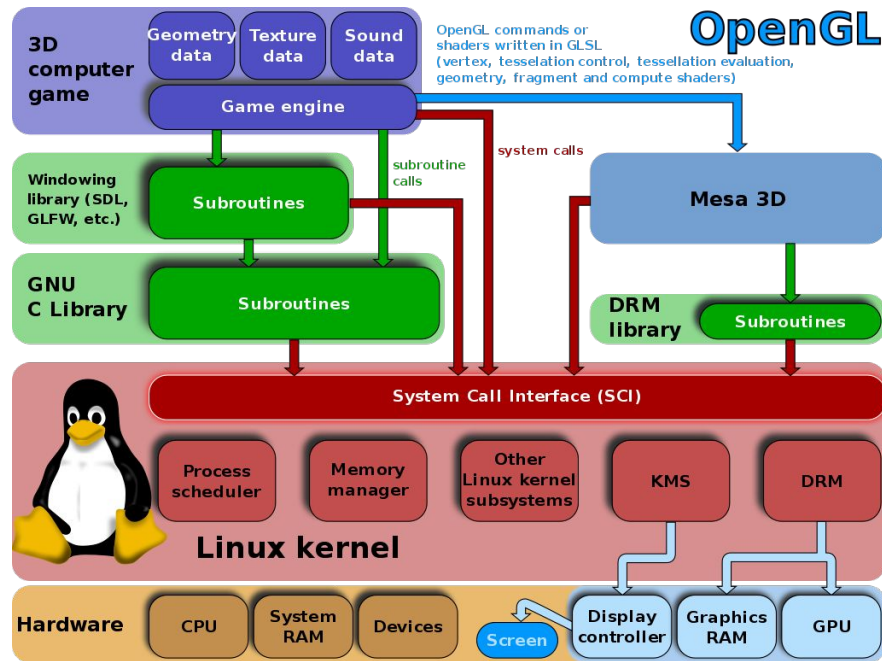 3D
computer
game
Geometry
data
Texture
data
Sound
data
Game engine
OpenGL commands or
shaders written in GLSL
(vertex, tesselation control, tessellation evaluation,
geometry, fragment and compute shaders)
OpenGL
system calls
subroutine
calls
Windowing
library (SDL,
GLFW, etc.)
Subroutines
Mesa 3D
GNU
C Library
Subroutines
DRM
library
Subroutines
System Call Interface (SCI)
Process
scheduler
Memory
manager
Other
Linux kernel
subsystems
KMS
DRM
Linux kernel
Hardware
CPU
System
RAM
Devices
Screen
Display
controller
Graphics
RAM
GPU